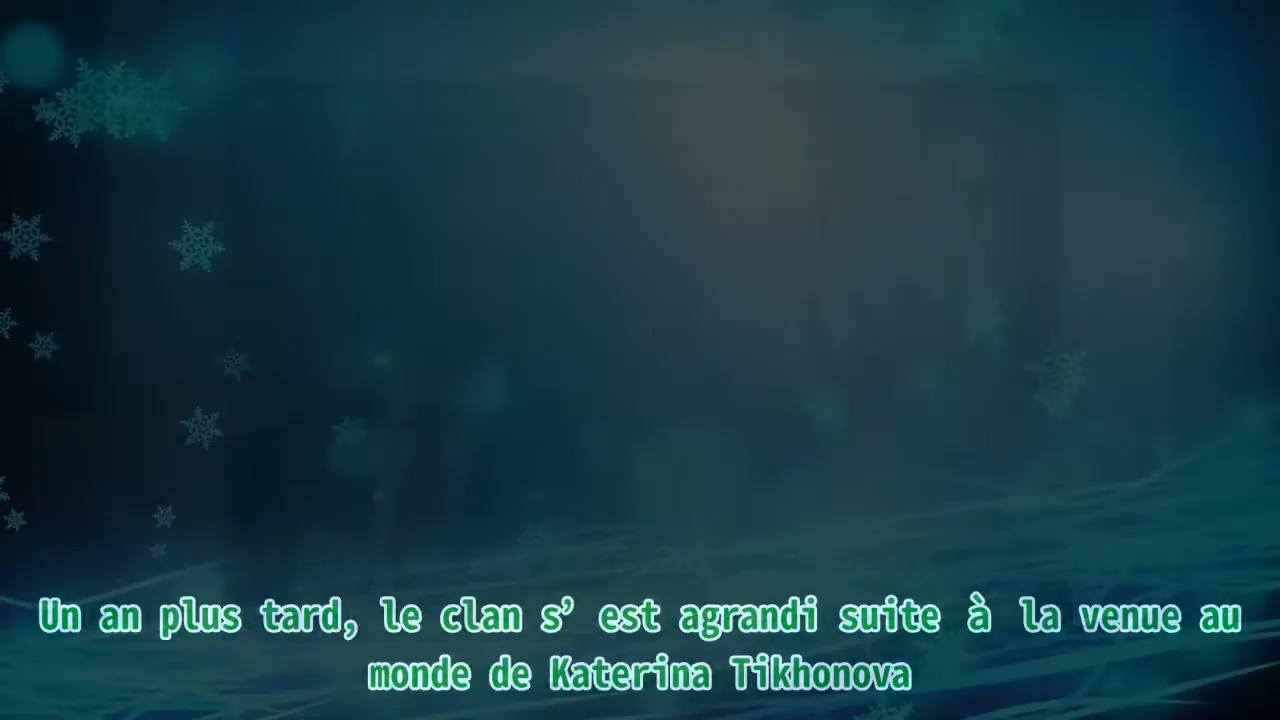 Un an plus tard, le clan s’ est agrandi suite à la venue au
monde de Katerina Tikhonova